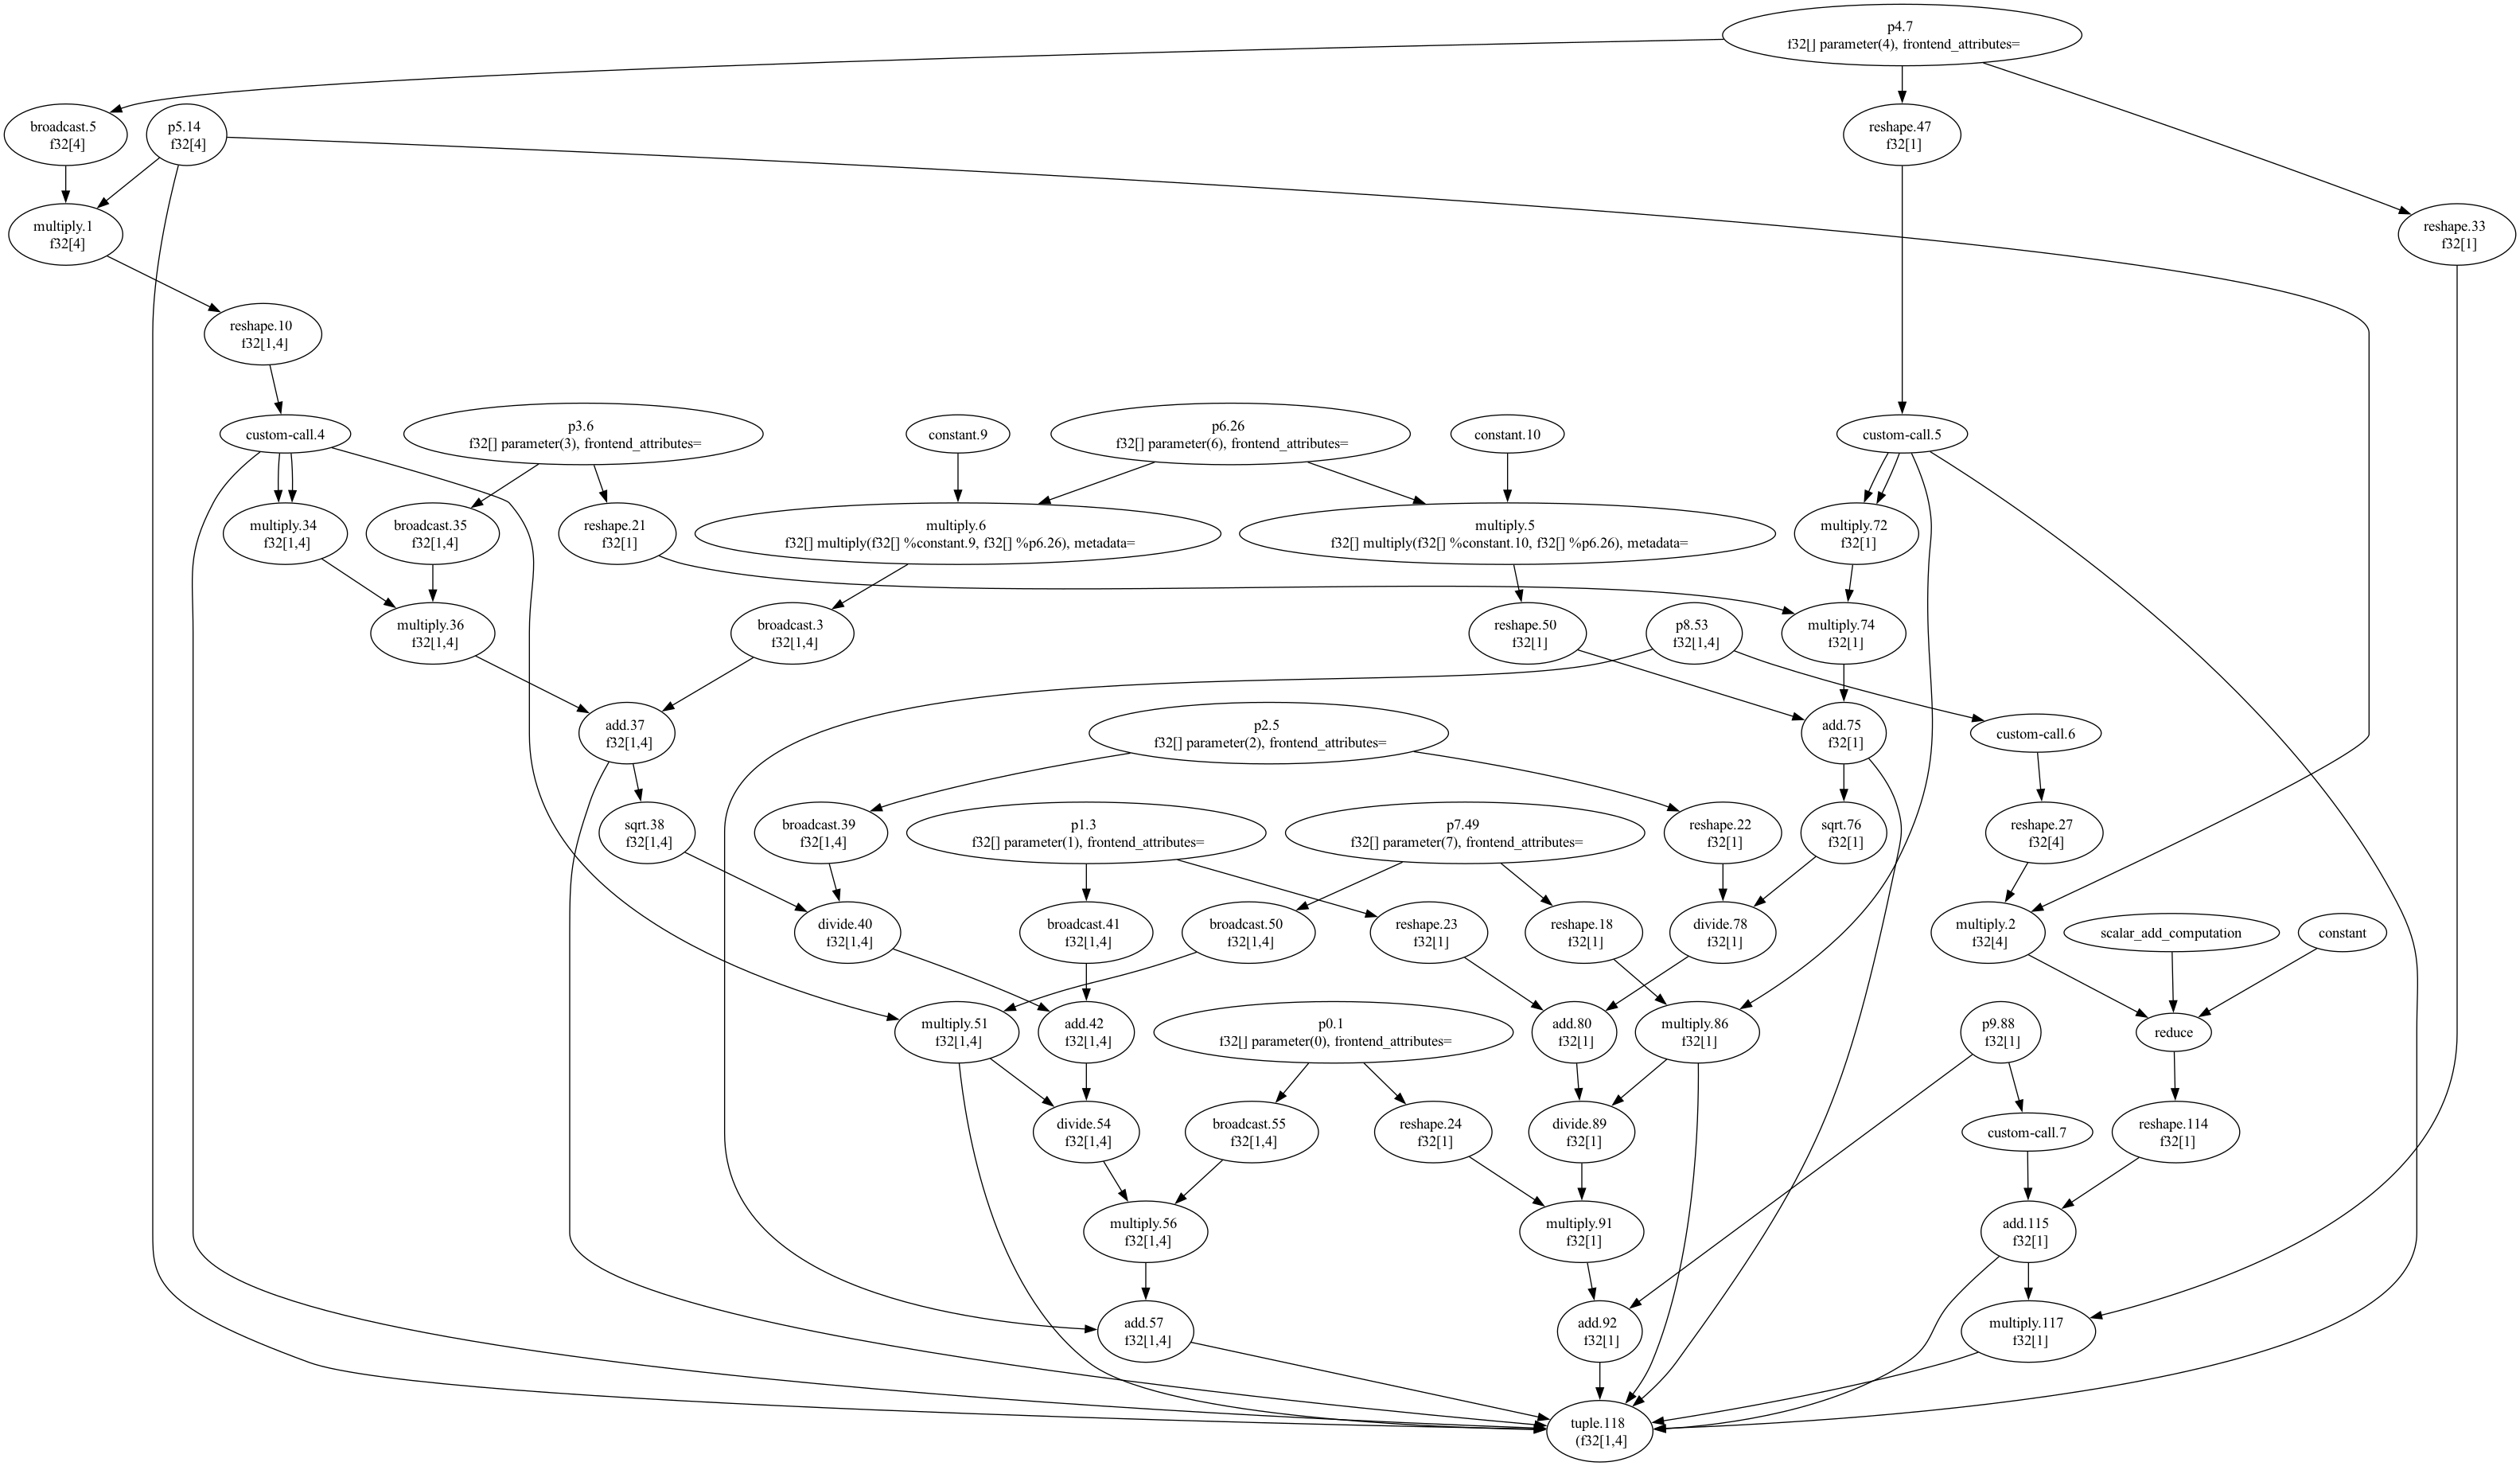 p4.7
f32[] parameter(4), frontend_attributes=
broadcast.5
f32[4]
p5.14
f32[4]
reshape.47
f32[1]
multiply.1
f32[4]
reshape.33
f32[1]
reshape.10
f32[1,4]
custom-call.4
p3.6
f32[] parameter(3), frontend_attributes=
constant.9
p6.26
f32[] parameter(6), frontend_attributes=
constant.10
custom-call.5
multiply.34
f32[1,4]
broadcast.35
f32[1,4]
reshape.21
f32[1]
multiply.6
f32[] multiply(f32[] %constant.9, f32[] %p6.26), metadata=
multiply.5
f32[] multiply(f32[] %constant.10, f32[] %p6.26), metadata=
multiply.72
f32[1]
multiply.36
f32[1,4]
broadcast.3
f32[1,4]
reshape.50
f32[1]
p8.53
f32[1,4]
multiply.74
f32[1]
add.37
f32[1,4]
p2.5
f32[] parameter(2), frontend_attributes=
add.75
f32[1]
custom-call.6
sqrt.38
f32[1,4]
broadcast.39
f32[1,4]
p1.3
f32[] parameter(1), frontend_attributes=
p7.49
f32[] parameter(7), frontend_attributes=
reshape.22
f32[1]
sqrt.76
f32[1]
reshape.27
f32[4]
divide.40
f32[1,4]
broadcast.41
f32[1,4]
broadcast.50
f32[1,4]
reshape.23
f32[1]
reshape.18
f32[1]
divide.78
f32[1]
multiply.2
f32[4]
scalar_add_computation
constant
multiply.51
f32[1,4]
add.42
f32[1,4]
p0.1
f32[] parameter(0), frontend_attributes=
add.80
f32[1]
multiply.86
f32[1]
p9.88
f32[1]
reduce
divide.54
f32[1,4]
broadcast.55
f32[1,4]
reshape.24
f32[1]
divide.89
f32[1]
custom-call.7
reshape.114
f32[1]
multiply.56
f32[1,4]
multiply.91
f32[1]
add.115
f32[1]
add.57
f32[1,4]
add.92
f32[1]
multiply.117
f32[1]
tuple.118
(f32[1,4]